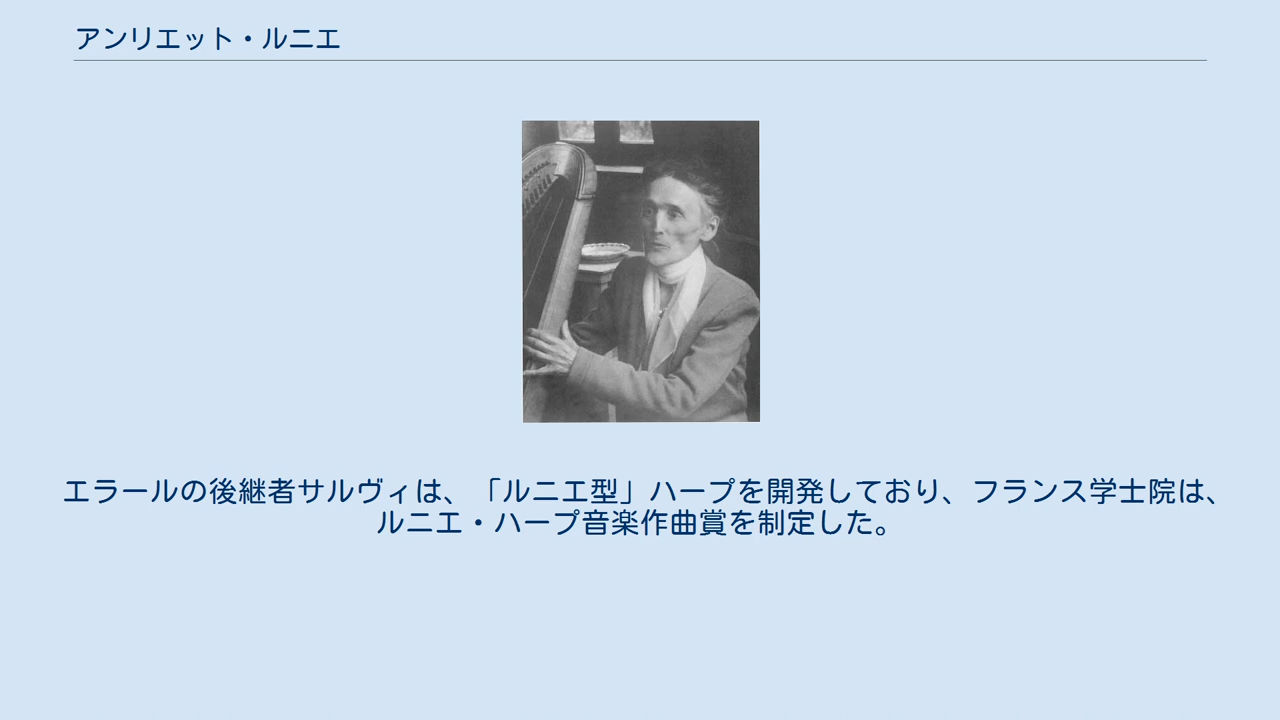 アンリエット・ルニエ
エラールの後継者サルヴィは、「ルニエ型」ハープを開発しており、フランス学士院は、
ルニエ・ハープ音楽作曲賞を制定した。